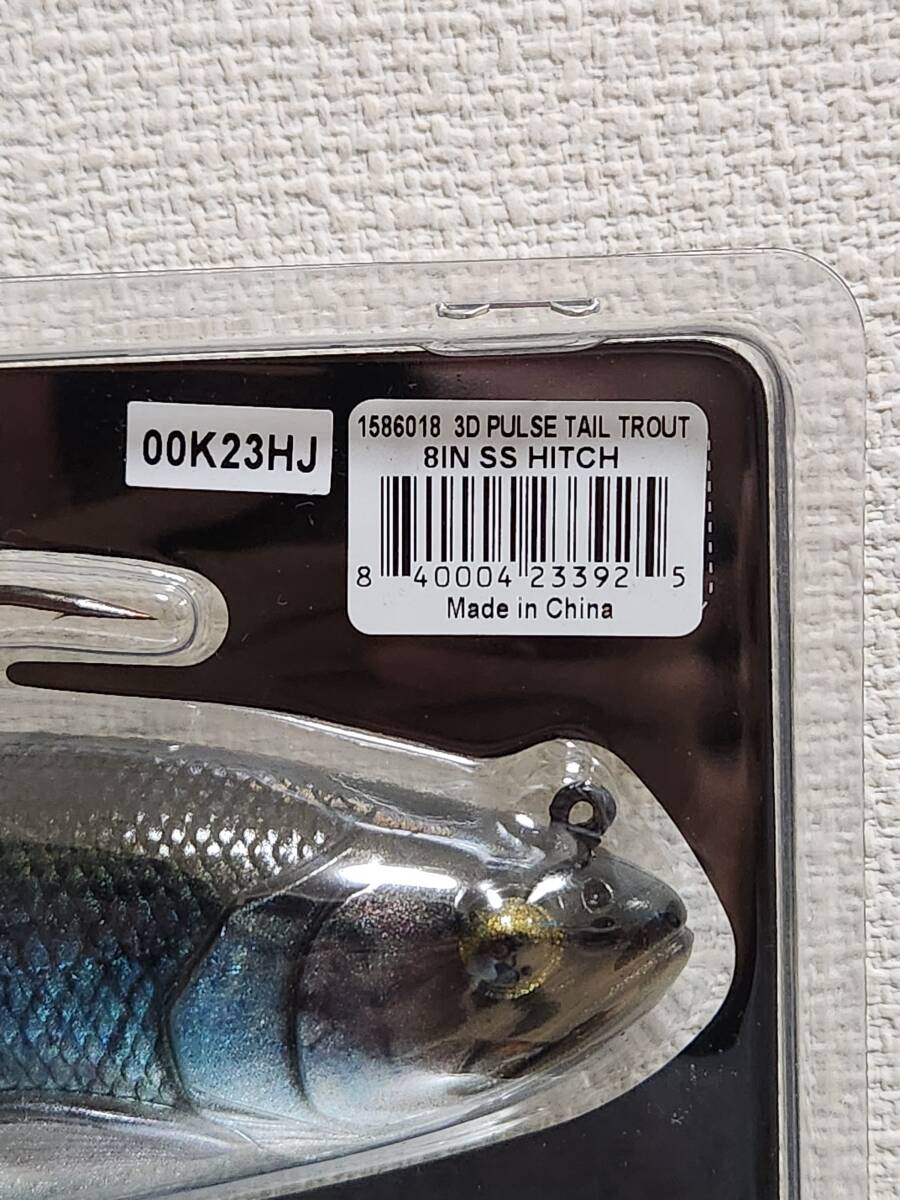 00K23HJ
1586018 3D PULSE TAIL TROUT
8IN SS HITCH
8 40004 23392 5
Made in China